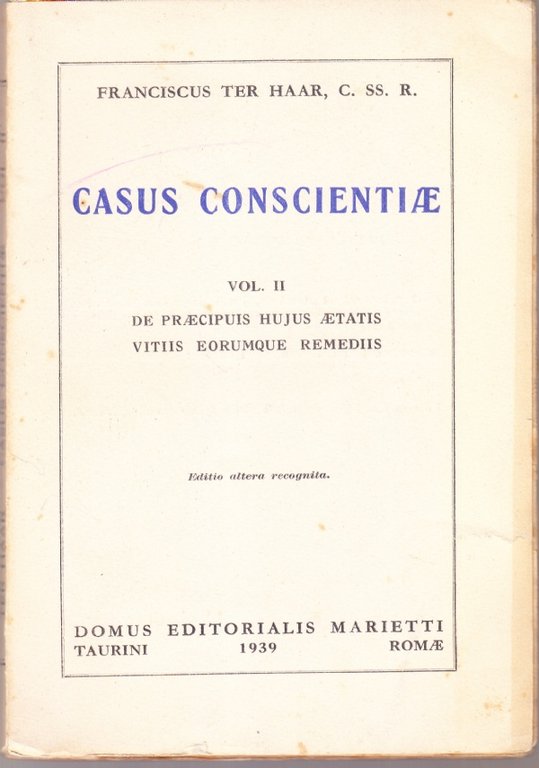 FRANCISCUS TER HAAR, C. SS. R.
CASUS CONSCIENTIÆ
VOL. II
DE PRÆCIPUIS HUJUS ÆTATIS
VITIIS EORUMQUE REMEDIIS
Editio altera recognita.
DOMUS EDITORIALIS MARIETTI
TAURINI 1939 ROMÆ